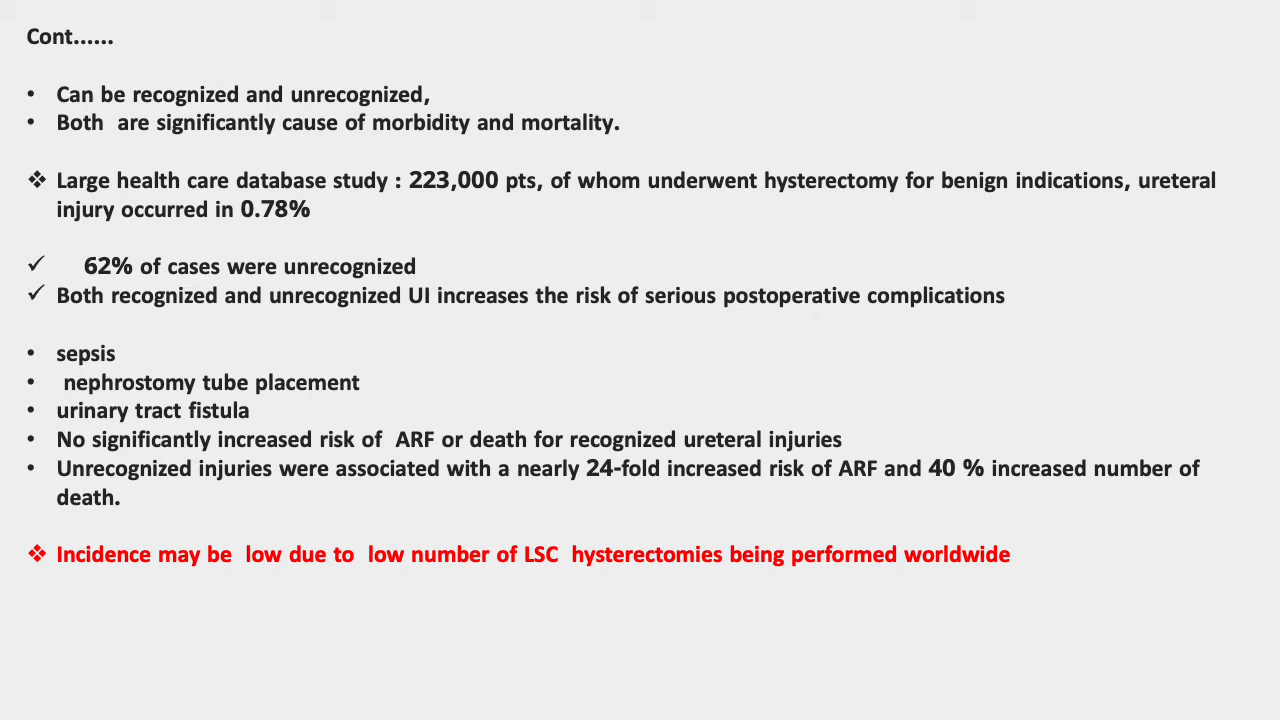 Cont......
• Can be recognized and unrecognized,
• Both are significantly cause of morbidity and mortality.
❖ Large health care database study : 223,000 pts, of whom underwent hysterectomy for benign indications, ureteral
injury occurred in 0.78%
✓ 62% of cases were unrecognized
✓ Both recognized and unrecognized UI increases the risk of serious postoperative complications
• sepsis
• nephrostomy tube placement
• urinary tract fistula
• No significantly increased risk of ARF or death for recognized ureteral injuries
• Unrecognized injuries were associated with a nearly 24-fold increased risk of ARF and 40 % increased number of
death.
❖ Incidence may be low due to low number of LSC hysterectomies being performed worldwide